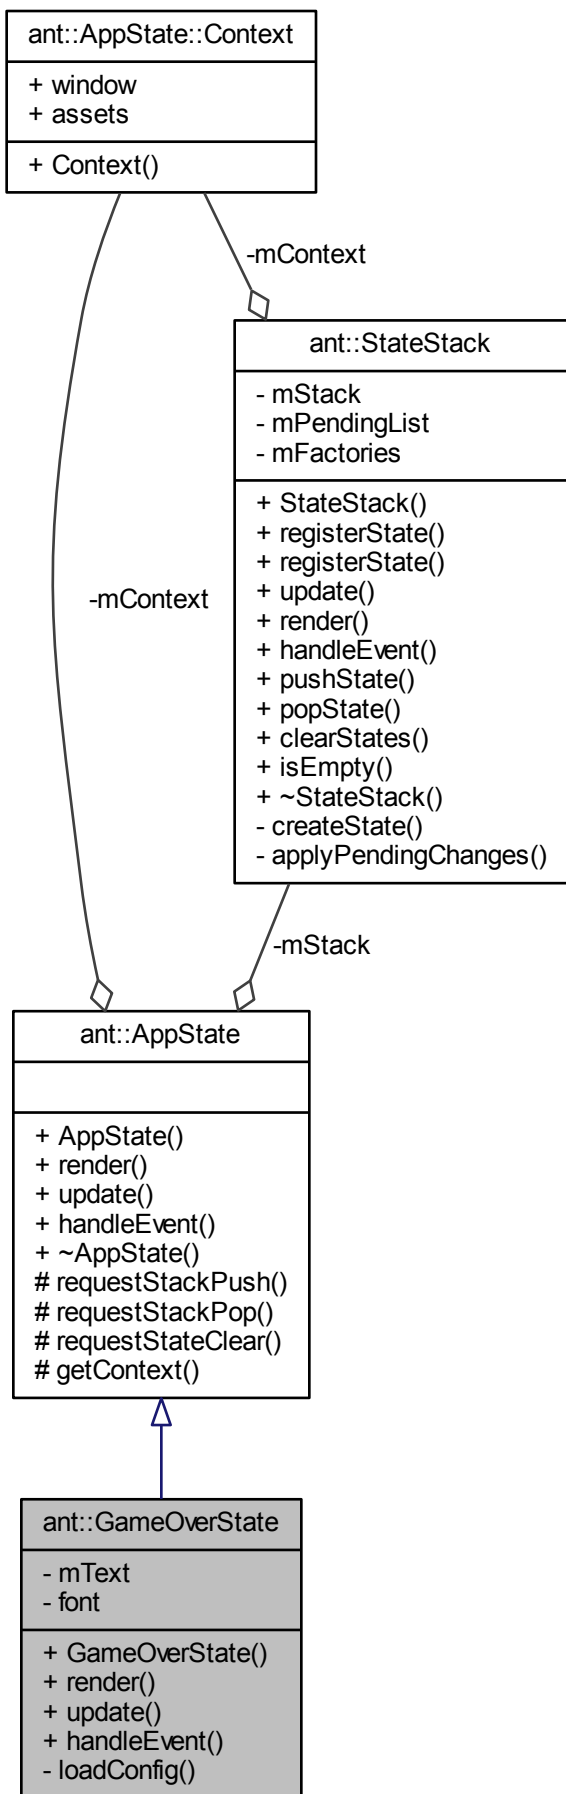 ant::AppState::Context
+ window
+ assets
+ Context()
-mContext
ant::StateStack
- mStack
- mPendingList
- mFactories
+ StateStack()
+ registerState()
+ registerState()
+ update()
+ render()
+ handleEvent()
+ pushState()
+ popState()
+ clearStates()
+ isEmpty()
+ ~StateStack()
- createState()
- applyPendingChanges()
-mContext
-mStack
ant::AppState
+ AppState()
+ render()
+ update()
+ handleEvent()
+ ~AppState()
# requestStackPush()
# requestStackPop()
# requestStateClear()
# getContext()
ant::GameOverState
- mText
- font
+ GameOverState()
+ render()
+ update()
+ handleEvent()
- loadConfig()